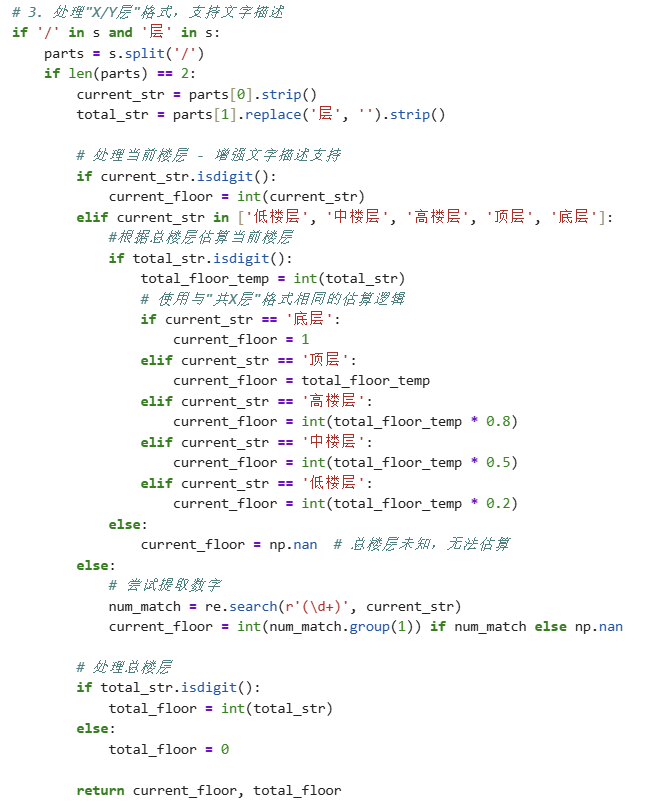 # 3. 处理"X/Y层"格式，支持文字描述
if '/' in s and '层' in s:
    parts = s.split('/')
    if len(parts) == 2:
        current_str = parts[0].strip()
        total_str = parts[1].replace('层', '').strip()

        # 处理当前楼层 - 增强文字描述支持
        if current_str.isdigit():
            current_floor = int(current_str)
        elif current_str in ['低楼层', '中楼层', '高楼层', '顶层', '底层']:
            #根据总楼层估算当前楼层
            if total_str.isdigit():
                total_floor_temp = int(total_str)
                # 使用与"共X层"格式相同的估算逻辑
                if current_str == '底层':
                    current_floor = 1
                elif current_str == '顶层':
                    current_floor = total_floor_temp
                elif current_str == '高楼层':
                    current_floor = int(total_floor_temp * 0.8)
                elif current_str == '中楼层':
                    current_floor = int(total_floor_temp * 0.5)
                elif current_str == '低楼层':
                    current_floor = int(total_floor_temp * 0.2)
            else:
                current_floor = np.nan  # 总楼层未知，无法估算
        else:
            # 尝试提取数字
            num_match = re.search(r'(\d+)', current_str)
            current_floor = int(num_match.group(1)) if num_match else np.nan

        # 处理总楼层
        if total_str.isdigit():
            total_floor = int(total_str)
        else:
            total_floor = 0

        return current_floor, total_floor